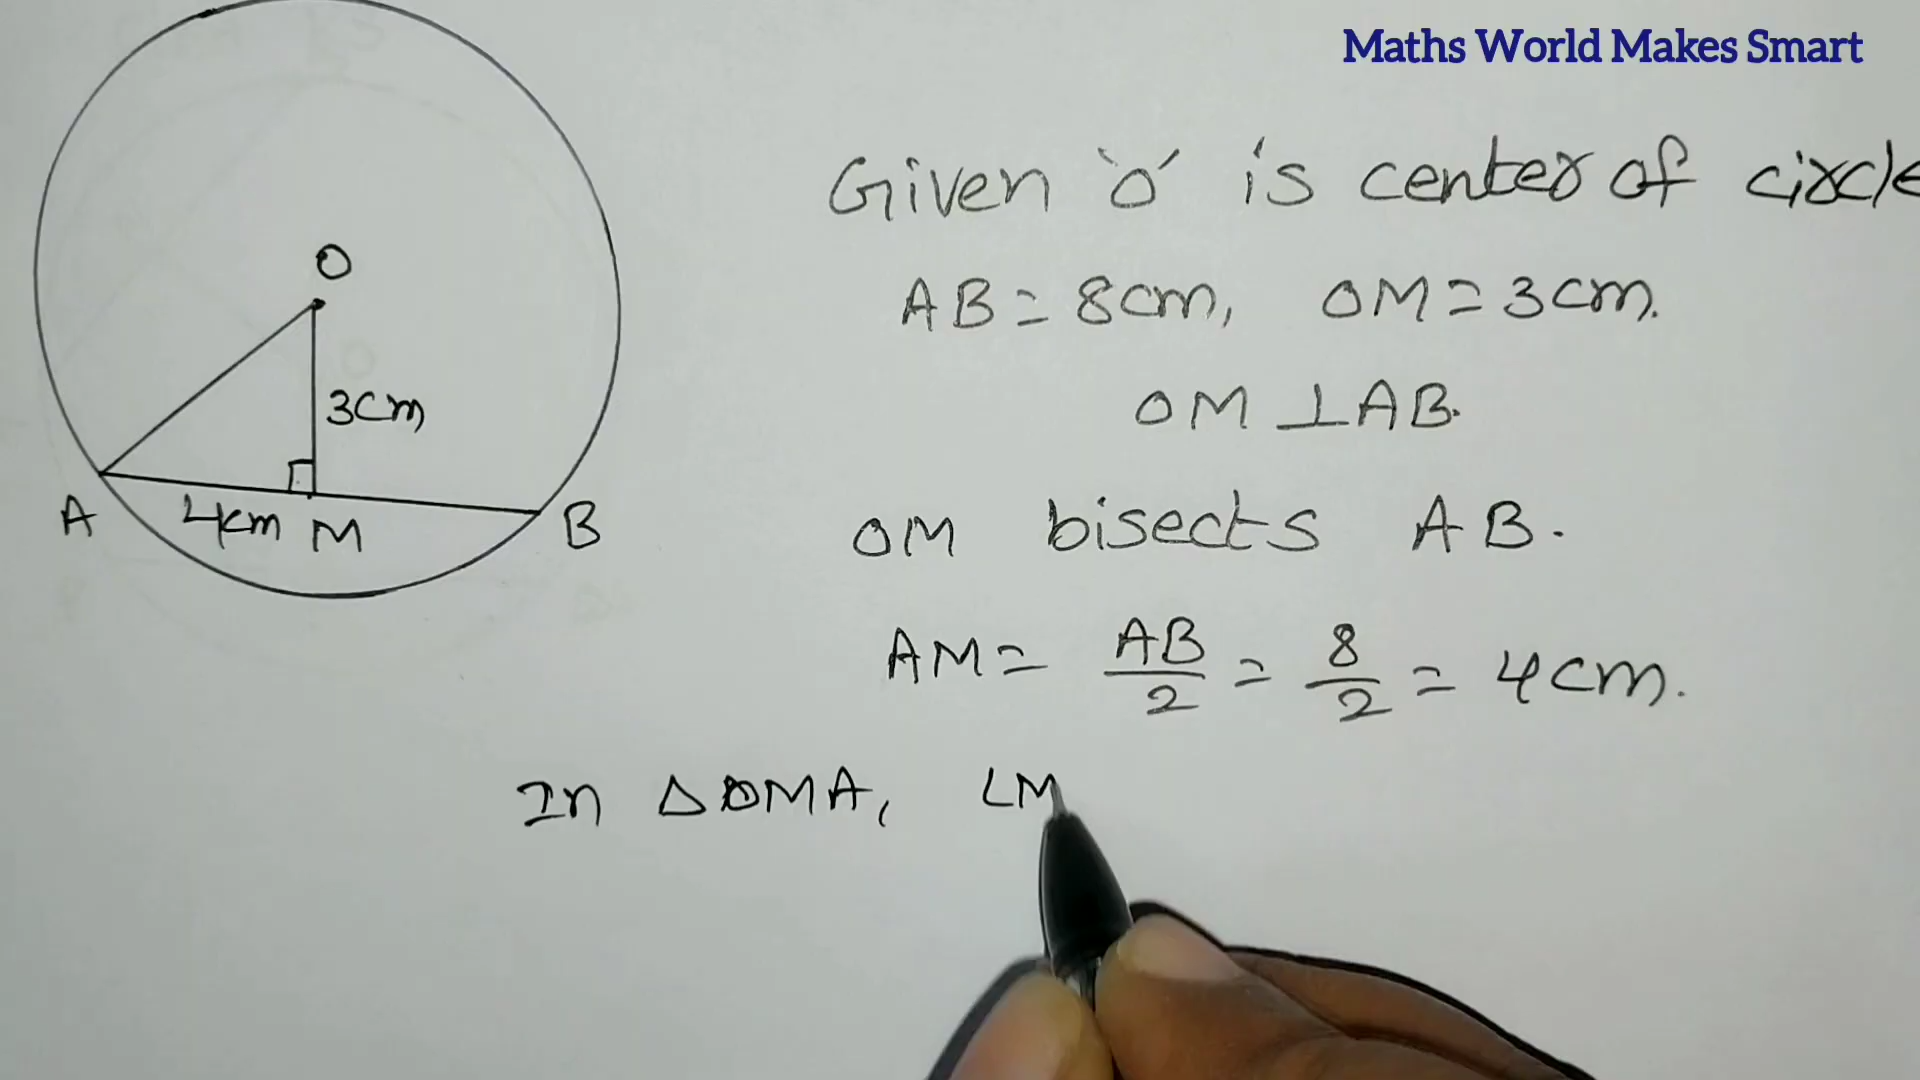 Maths World Makes Smart
Given 'O' is center of circle
AB = 8cm, OM = 3cm.
OM ⊥ AB.
OM bisects AB.
AM = AB/2 = 8/2 = 4cm.
In △OMA, ∠M
O
3cm
A 4cm M B